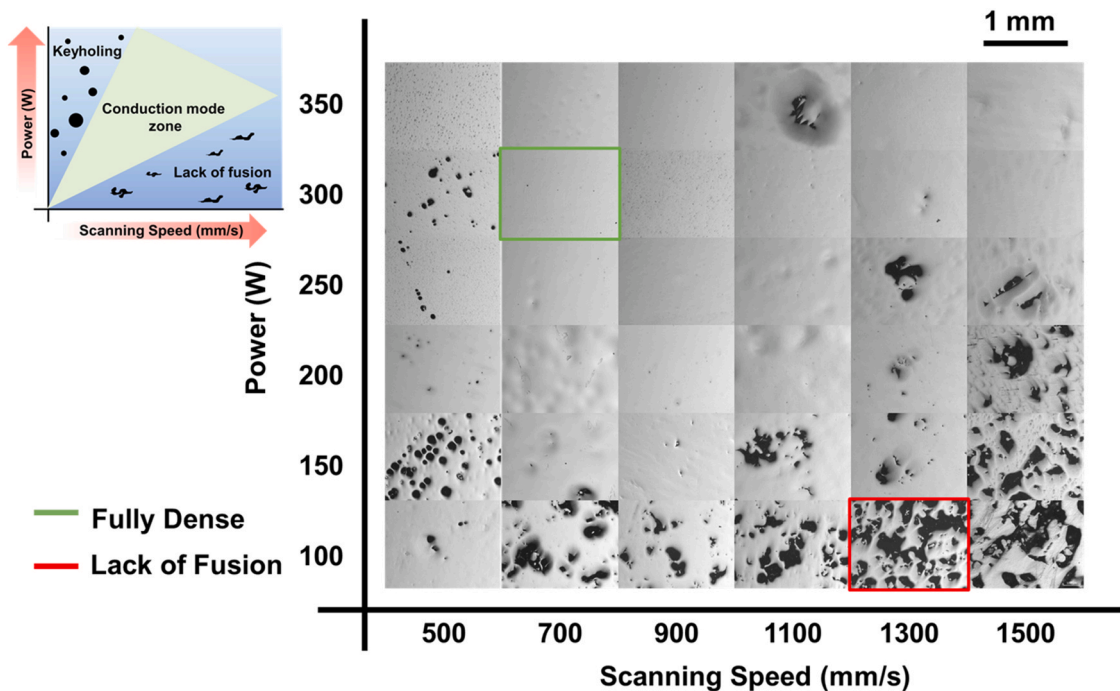 1 mm
Power (W)
Keyholing
Conduction mode
zone
Lack of fusion
Scanning Speed (mm/s)
Power (W)
350
300
250
200
150
100
Fully Dense
Lack of Fusion
500 700 900 1100 1300 1500
Scanning Speed (mm/s)